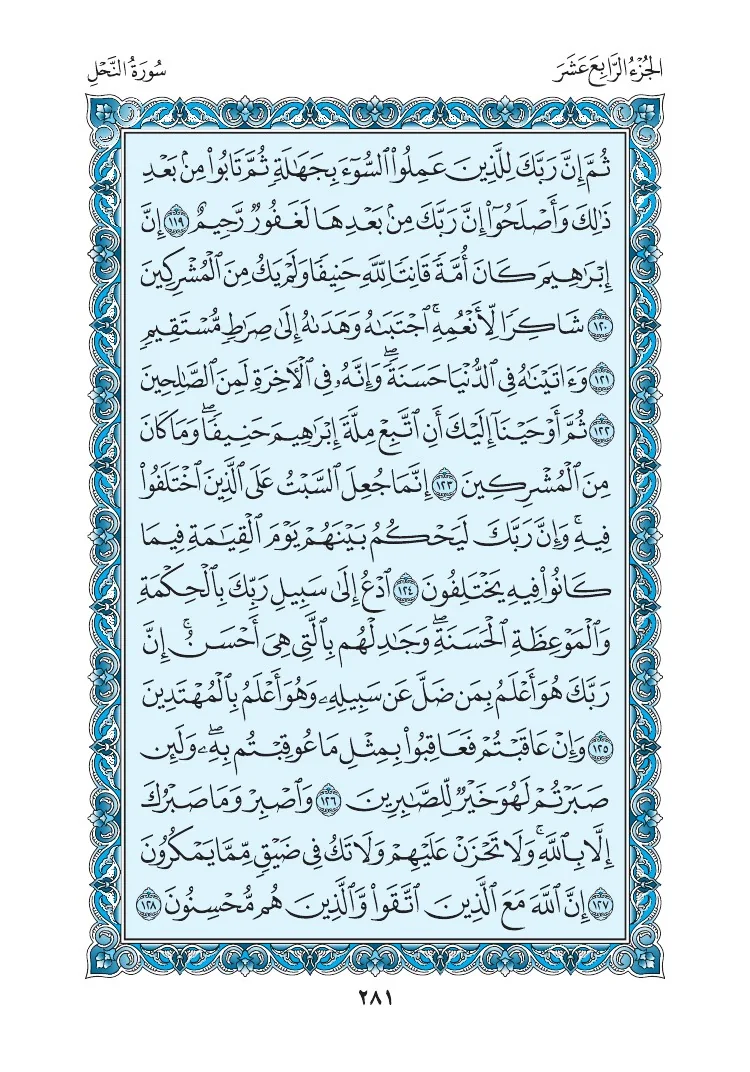 الجُزْءُ الرَّابِعَ عَشَرَ
سُورَةُ النَّحْلِ
ثُمَّ إِنَّ رَبَّكَ لِلَّذِينَ عَمِلُوا۟ ٱلسُّوٓءَ بِجَهَٰلَةٍ ثُمَّ تَابُوا۟ مِنۢ بَعْدِ
ذَٰلِكَ وَأَصْلَحُوٓا۟ إِنَّ رَبَّكَ مِنۢ بَعْدِهَا لَغَفُورٌ رَّحِيمٌ ١١٩ إِنَّ
إِبْرَٰهِيمَ كَانَ أُمَّةً قَانِتًا لِّلَّهِ حَنِيفًا وَلَمْ يَكُ مِنَ ٱلْمُشْرِكِينَ
١٢٠ شَاكِرًا لِّأَنْعُمِهِ ۚ ٱجْتَبَىٰهُ وَهَدَىٰهُ إِلَىٰ صِرَٰطٍ مُّسْتَقِيمٍ
١٢١ وَءَاتَيْنَٰهُ فِى ٱلدُّنْيَا حَسَنَةً ۖ وَإِنَّهُۥ فِى ٱلْءَاخِرَةِ لَمِنَ ٱلصَّٰلِحِينَ
١٢٢ ثُمَّ أَوْحَيْنَآ إِلَيْكَ أَنِ ٱتَّبِعْ مِلَّةَ إِبْرَٰهِيمَ حَنِيفًا ۖ وَمَا كَانَ
مِنَ ٱلْمُشْرِكِينَ ١٢٣ إِنَّمَا جُعِلَ ٱلسَّبْتُ عَلَى ٱلَّذِينَ ٱخْتَلَفُوا۟
فِيهِ ۚ وَإِنَّ رَبَّكَ لَيَحْكُمُ بَيْنَهُمْ يَوْمَ ٱلْقِيَٰمَةِ فِيمَا
كَانُوا۟ فِيهِ يَخْتَلِفُونَ ١٢٤ ٱدْعُ إِلَىٰ سَبِيلِ رَبِّكَ بِٱلْحِكْمَةِ
وَٱلْمَوْعِظَةِ ٱلْحَسَنَةِ ۖ وَجَٰدِلْهُم بِٱلَّتِى هِىَ أَحْسَنُ ۚ إِنَّ
رَبَّكَ هُوَ أَعْلَمُ بِمَن ضَلَّ عَن سَبِيلِهِۦ وَهُوَ أَعْلَمُ بِٱلْمُهْتَدِينَ
١٢٥ وَإِنْ عَاقَبْتُمْ فَعَاقِبُوا۟ بِمِثْلِ مَا عُوقِبْتُم بِهِۦ ۖ وَلَئِن
صَبَرْتُمْ لَهُوَ خَيْرٌ لِّلصَّٰبِرِينَ ١٢٦ وَٱصْبِرْ وَمَا صَبْرُكَ
إِلَّا بِٱللَّهِ ۚ وَلَا تَحْزَنْ عَلَيْهِمْ وَلَا تَكُ فِى ضَيْقٍ مِّمَّا يَمْكُرُونَ
١٢٧ إِنَّ ٱللَّهَ مَعَ ٱلَّذِينَ ٱتَّقَوا۟ وَّٱلَّذِينَ هُم مُّحْسِنُونَ ١٢٨
٢٨١